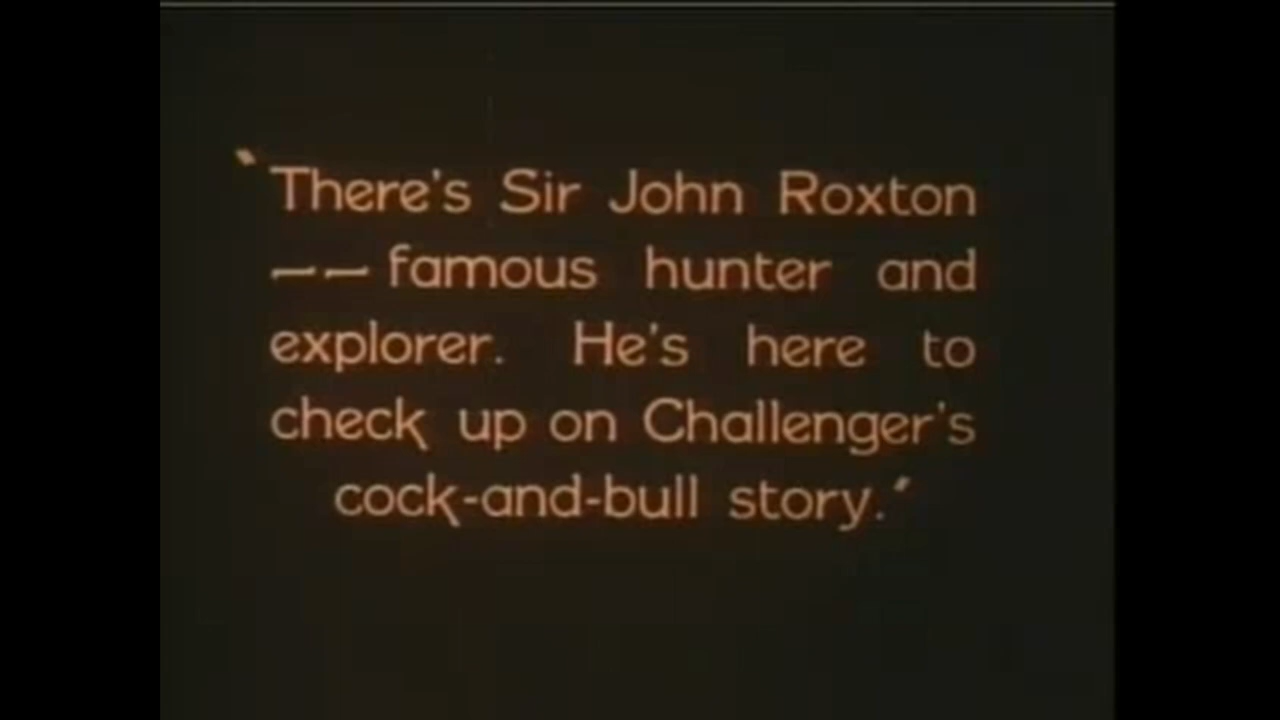 "There's Sir John Roxton
—— famous hunter and
explorer. He's here to
check up on Challenger's
cock-and-bull story."